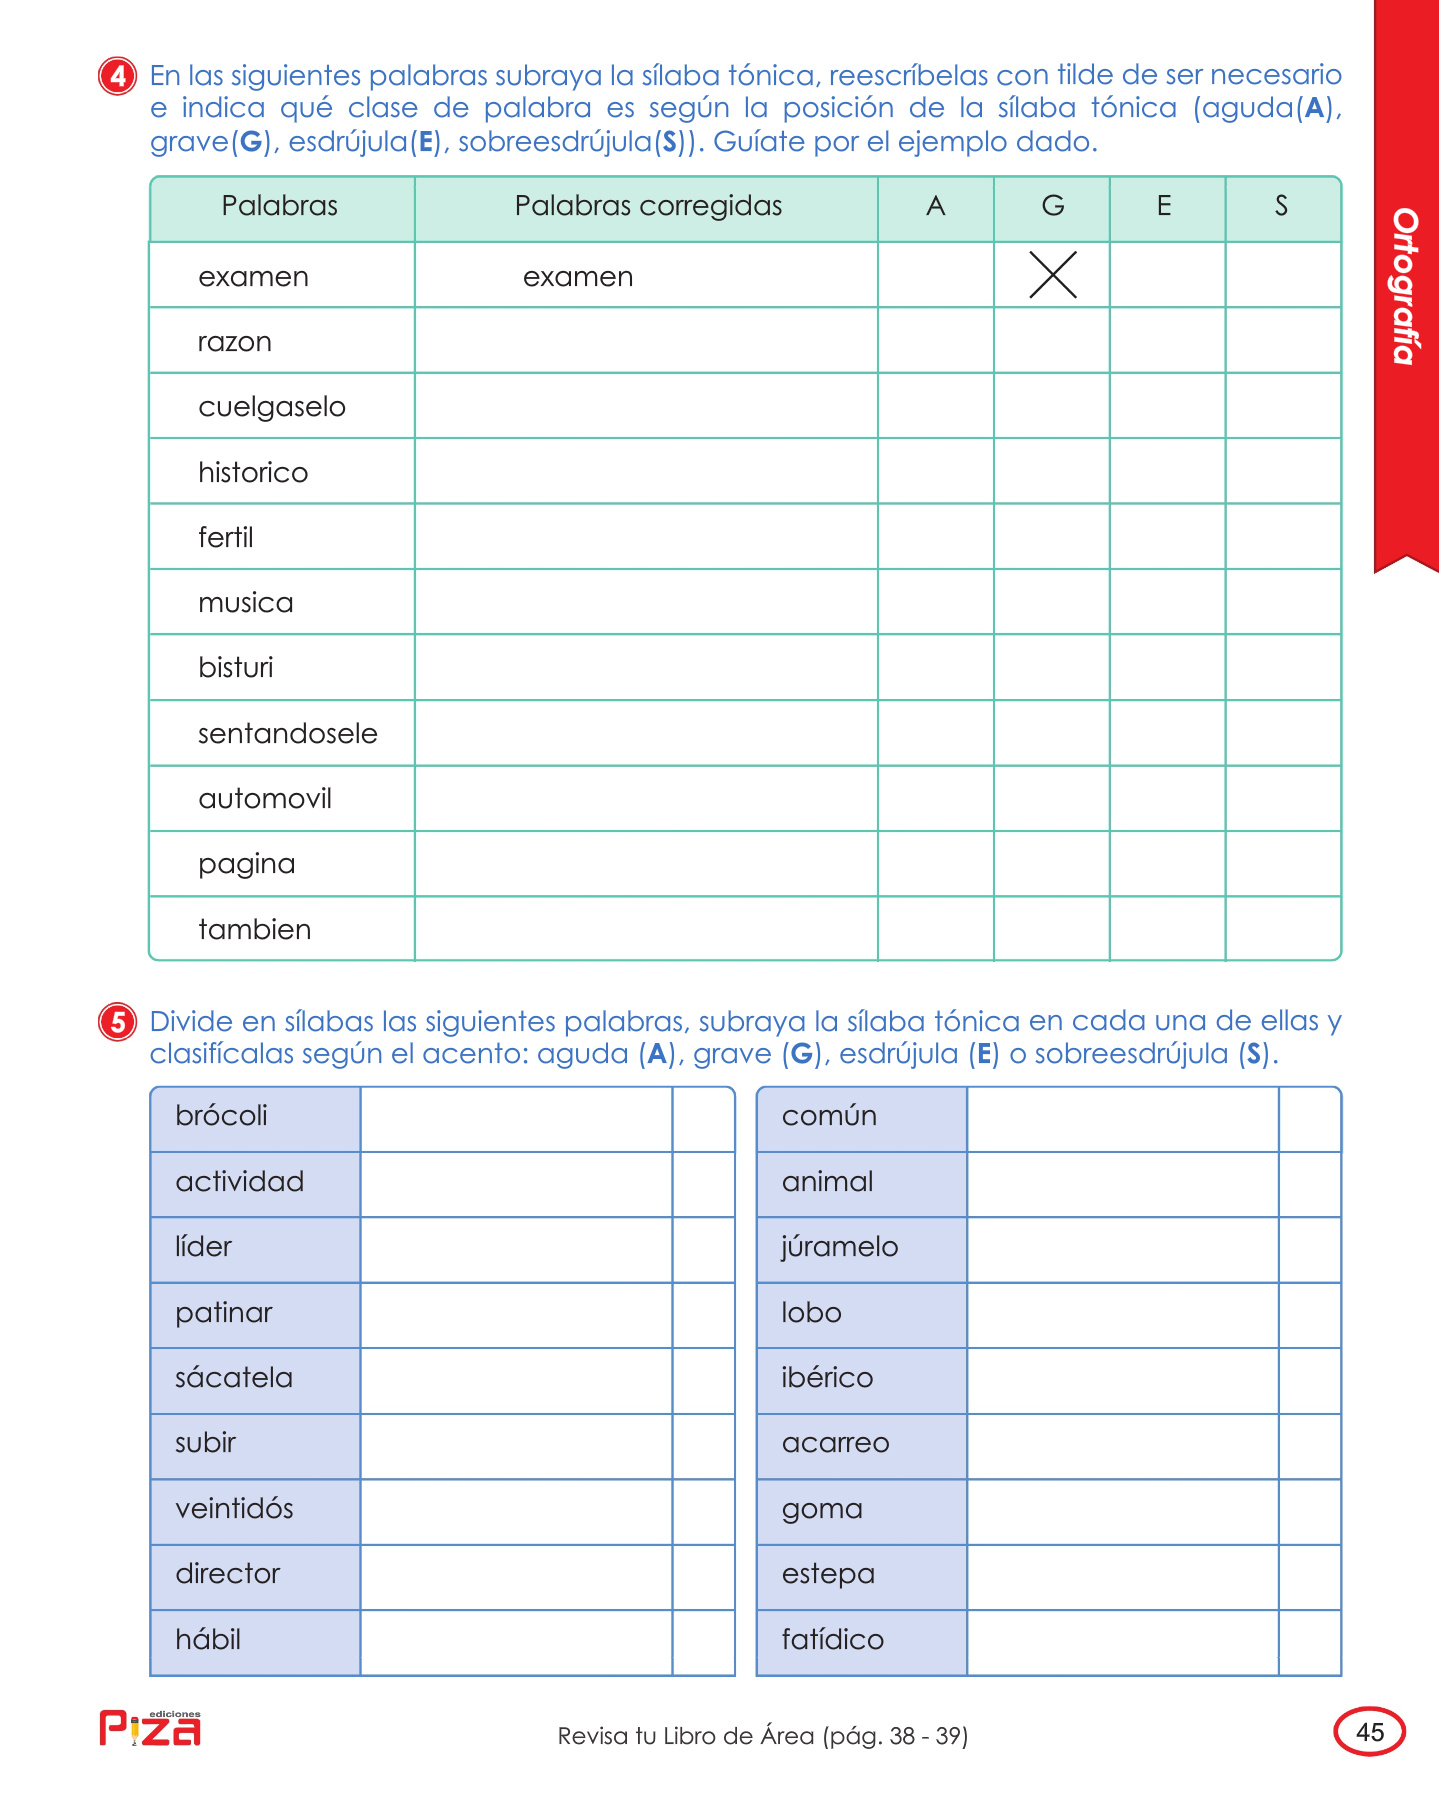 4 En las siguientes palabras subraya la sílaba tónica, reescríbelas con tilde de ser necesario
e indica qué clase de palabra es según la posición de la sílaba tónica (aguda(A),
grave(G), esdrújula(E), sobreesdrújula(S)). Guíate por el ejemplo dado.
Palabras Palabras corregidas A G E S
examen examen
razon
cuelgaselo
historico
fertil
musica
bisturi
sentandosele
automovil
pagina
tambien
Ortografía
5 Divide en sílabas las siguientes palabras, subraya la sílaba tónica en cada una de ellas y
clasifícalas según el acento: aguda (A), grave (G), esdrújula (E) o sobreesdrújula (S).
brócoli
actividad
líder
patinar
sácatela
subir
veintidós
director
hábil
común
animal
júramelo
lobo
ibérico
acarreo
goma
estepa
fatídico
ediciones
Piza
Revisa tu Libro de Área (pág. 38 - 39)
45